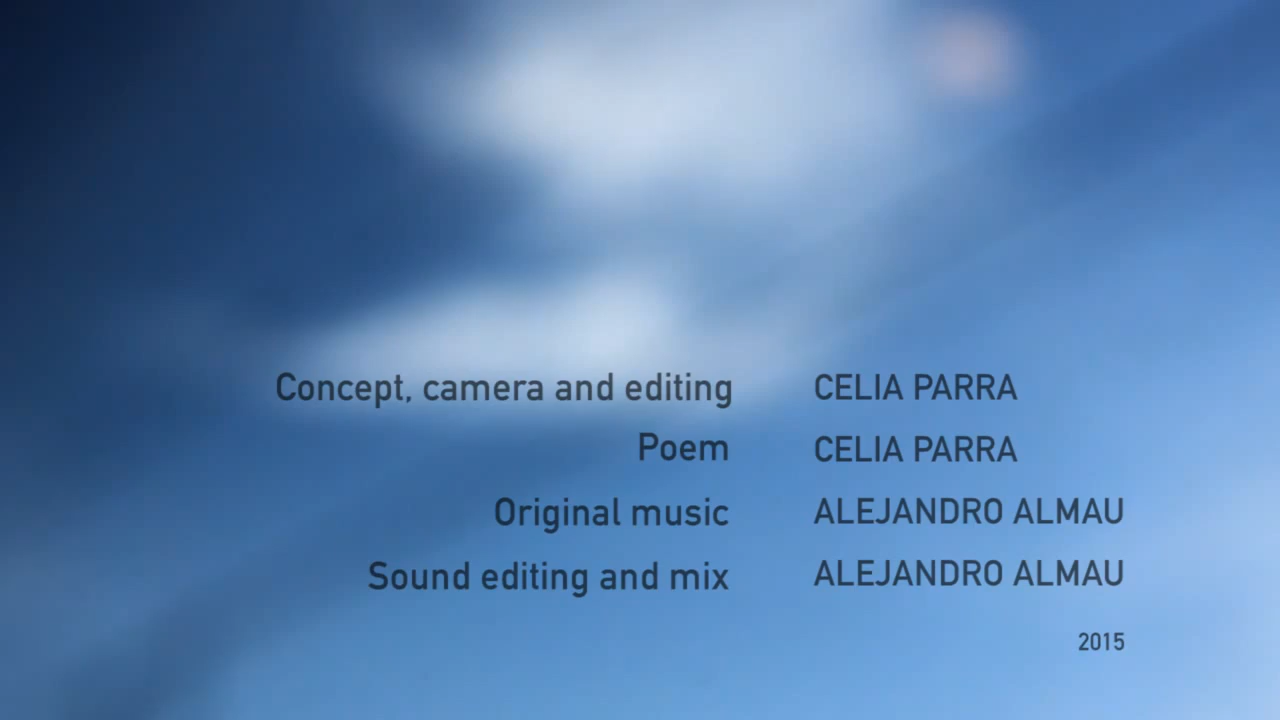 Concept, camera and editing CELIA PARRA
Poem CELIA PARRA
Original music ALEJANDRO ALMAU
Sound editing and mix ALEJANDRO ALMAU
2015